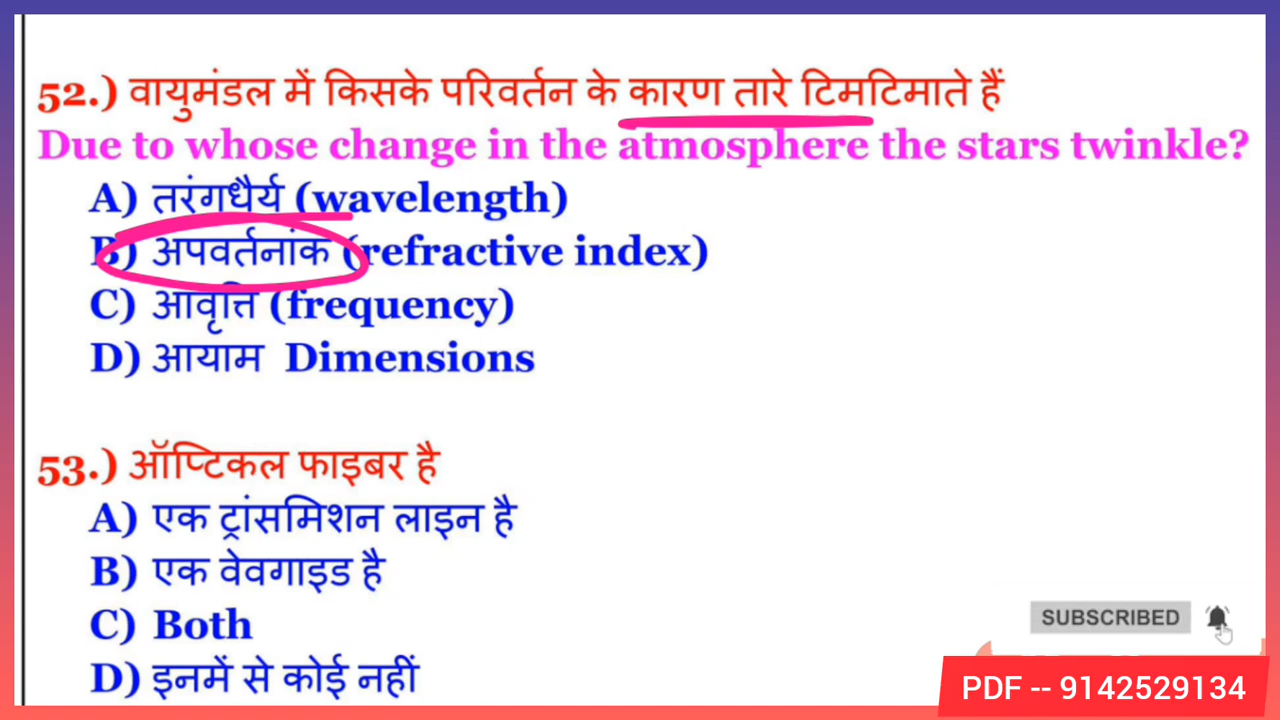 52.) वायुमंडल में किसके परिवर्तन के कारण तारे टिमटिमाते हैं
Due to whose change in the atmosphere the stars twinkle?
A) तरंगधैर्य (wavelength)
B) अपवर्तनांक (refractive index)
C) आवृत्ति (frequency)
D) आयाम Dimensions
53.) ऑप्टिकल फाइबर है
A) एक ट्रांसमिशन लाइन है
B) एक वेवगाइड है
C) Both
D) इनमें से कोई नहीं
SUBSCRIBED
PDF -- 9142529134